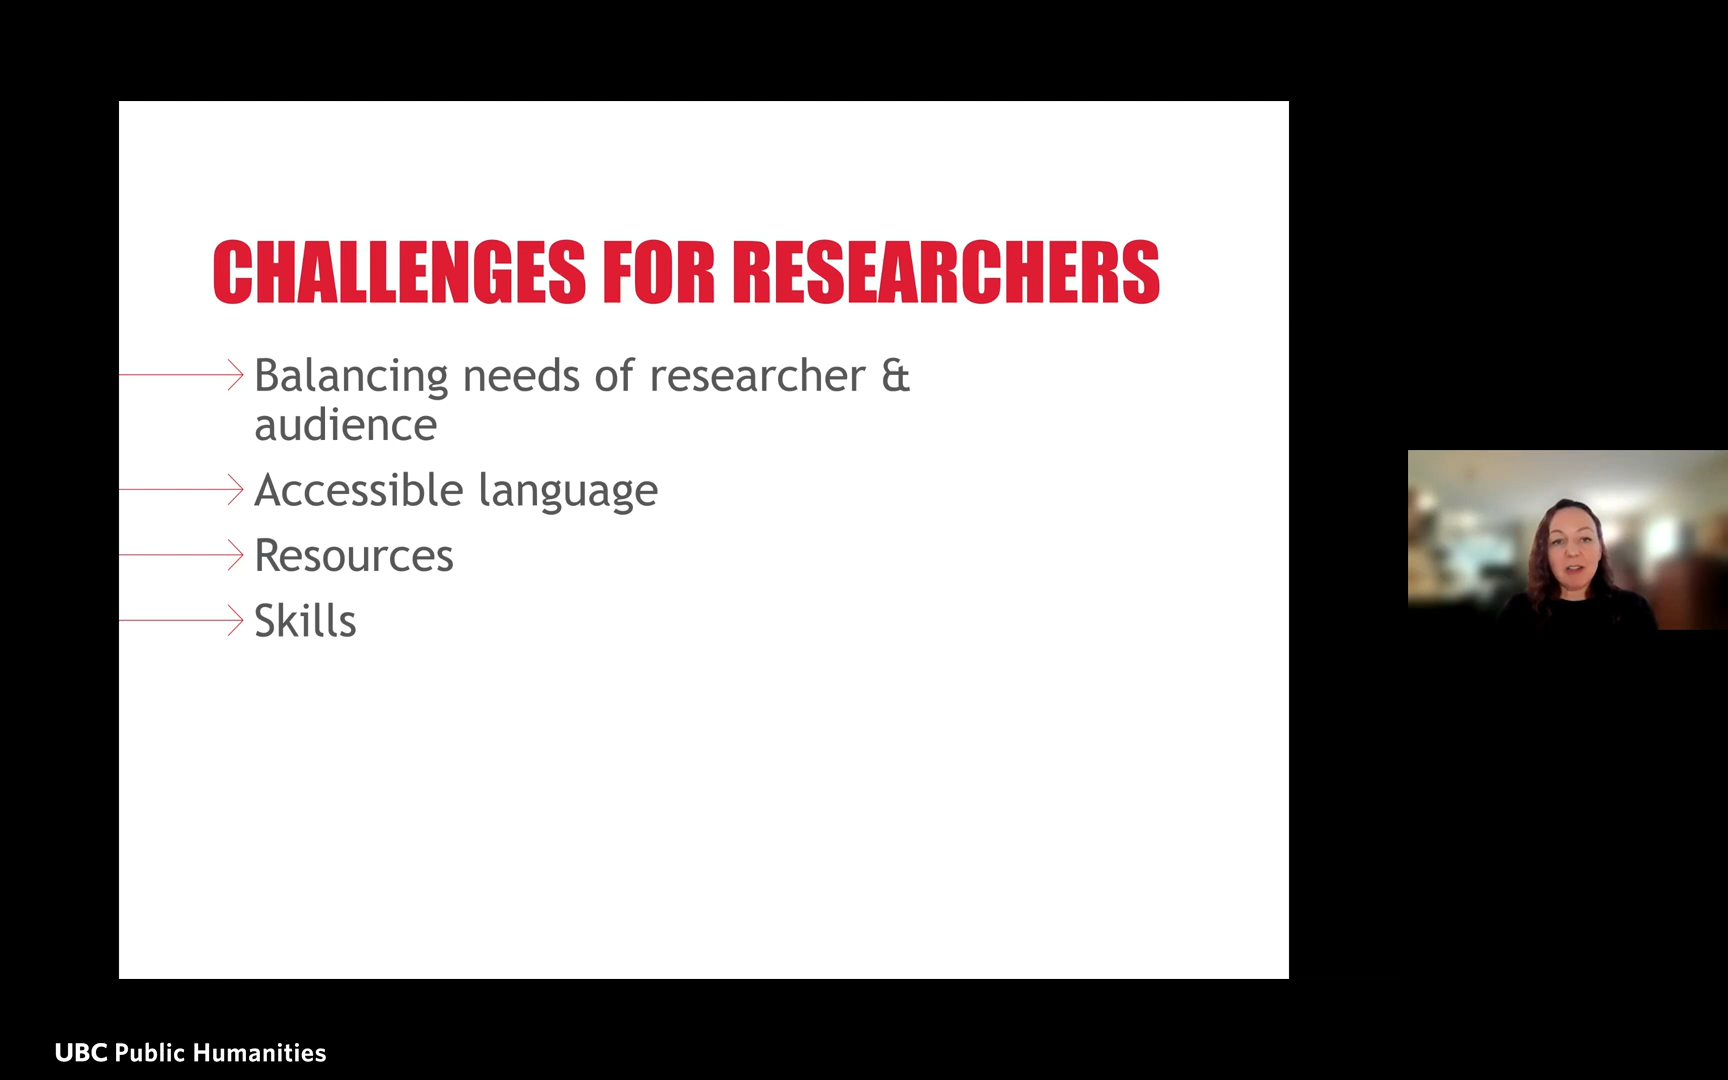 CHALLENGES FOR RESEARCHERS
Balancing needs of researcher &
audience
Accessible language
Resources
Skills
UBC Public Humanities